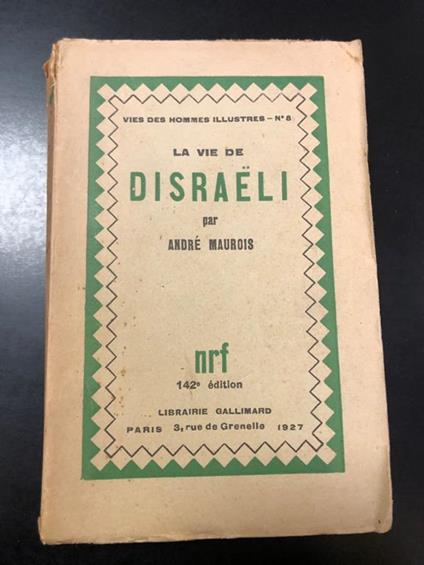 VIES DES HOMMES ILLUSTRES – Nº 8
LA VIE DE
DISRAËLI
par
ANDRÉ MAUROIS
nrf
142e édition
LIBRAIRIE GALLIMARD
PARIS 3, rue de Grenelle 1927